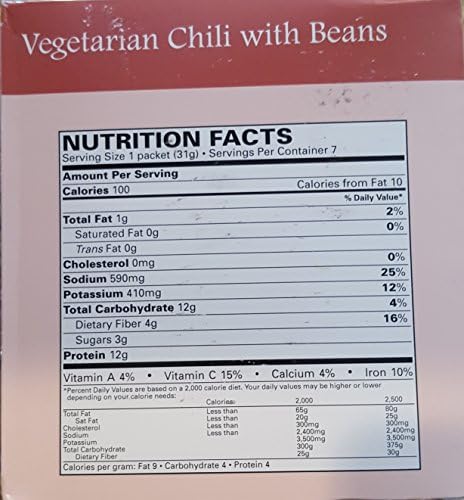 Vegetarian Chili with Beans
NUTRITION FACTS
Serving Size 1 packet (31g) • Servings Per Container 7
Amount Per Serving
Calories 100 Calories from Fat 10
% Daily Value*
Total Fat 1g 2%
Saturated Fat 0g 0%
Trans Fat 0g
Cholesterol 0mg 0%
Sodium 590mg 25%
Potassium 410mg 12%
Total Carbohydrate 12g 4%
Dietary Fiber 4g 16%
Sugars 3g
Protein 12g
Vitamin A 4% • Vitamin C 15% • Calcium 4% • Iron 10%
*Percent Daily Values are based on a 2,000 calorie diet. Your daily values may be higher or lower
depending on your calorie needs:
Calories: 2,000 2,500
Total Fat Less than 65g 80g
Sat Fat Less than 20g 25g
Cholesterol Less than 300mg 300mg
Sodium Less than 2,400mg 2,400mg
Potassium 3,500mg 3,500mg
Total Carbohydrate 300g 375g
Dietary Fiber 25g 30g
Calories per gram: Fat 9 • Carbohydrate 4 • Protein 4